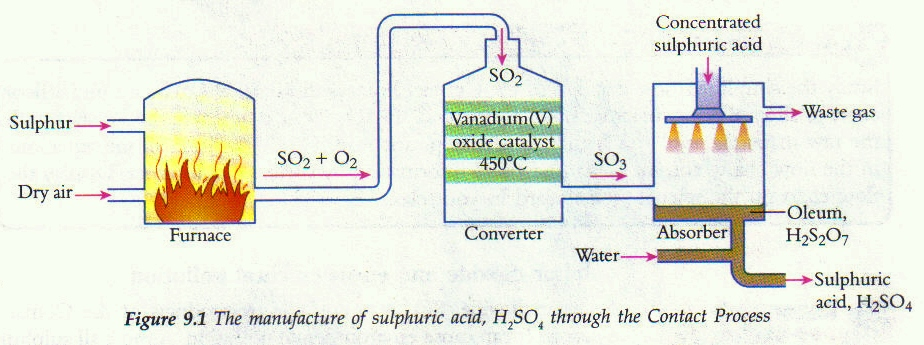 Concentrated
sulphuric acid
SO₂
Sulphur
Vanadium(V)
oxide catalyst
450°C
Waste gas
SO₂ + O₂
SO₃
Dry air
Furnace
Converter
Absorber
Oleum,
H₂S₂O₇
Water
Sulphuric
acid, H₂SO₄
Figure 9.1 The manufacture of sulphuric acid, H₂SO₄ through the Contact Process